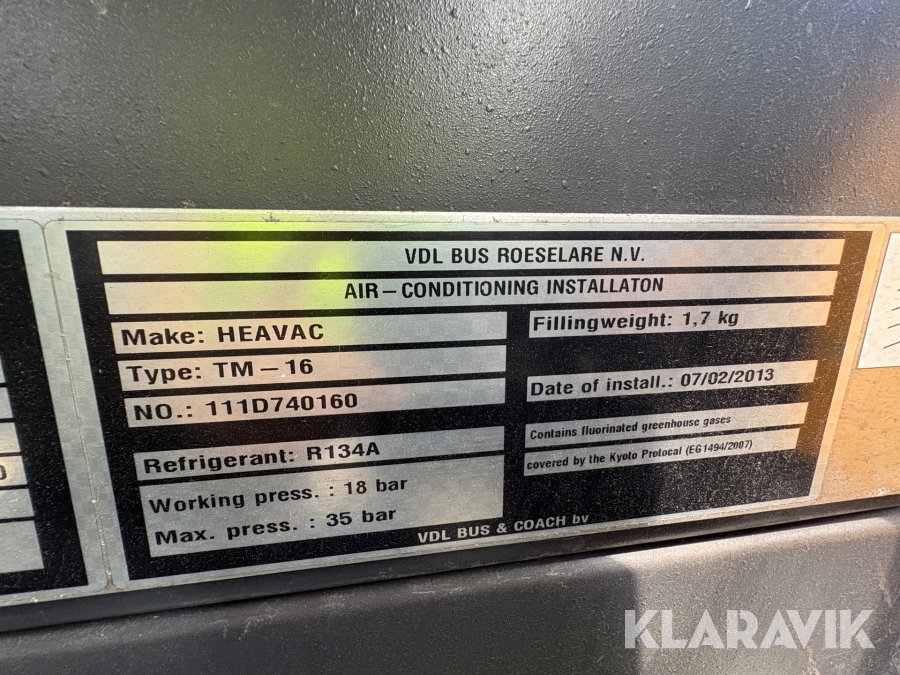 VDL BUS ROESELARE N.V.
AIR-CONDITIONING INSTALLATON
Make: HEAVAC
Type: TM-16
NO.: 111D740160
Refrigerant: R134A
Working press. : 18 bar
Max. press. : 35 bar
Fillingweight: 1,7 kg
Date of install.: 07/02/2013
Contains fluorinated greenhouse gases
covered by the Kyoto Protocal (EG1494/2007)
VDL BUS & COACH bv
0
KLARAVIK